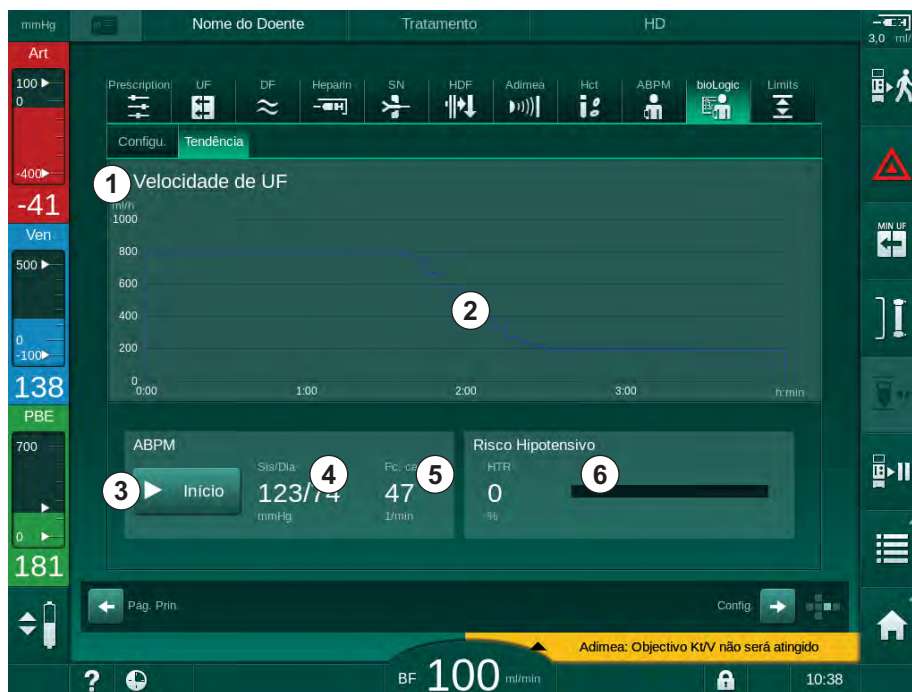 mmHg
Nome do Doente
Tratamento
HD
3,0 ml/
Art
100
0
-400
-41
Ven
500
0
-100
138
PBE
700
0
181
Prescription
UF
DF
Heparin
SN
HDF
Adimea
Hct
ABPM
bioLogic
Limits
Configu.
Tendência
1
Velocidade de UF
ml/h
1000
800
600
400
200
0
2
0:00
1:00
2:00
3:00
h:min
ABPM
3
Início
Sis/Dia
4
123/74
mmHg
Fc. ca
5
47
1/min
Risco Hipotensivo
HTR
0
%
6
MIN UF
Pág. Prin.
Config.
Adimea: Objectivo Kt/V não será atingido
?
BF 100 ml/min
10:38